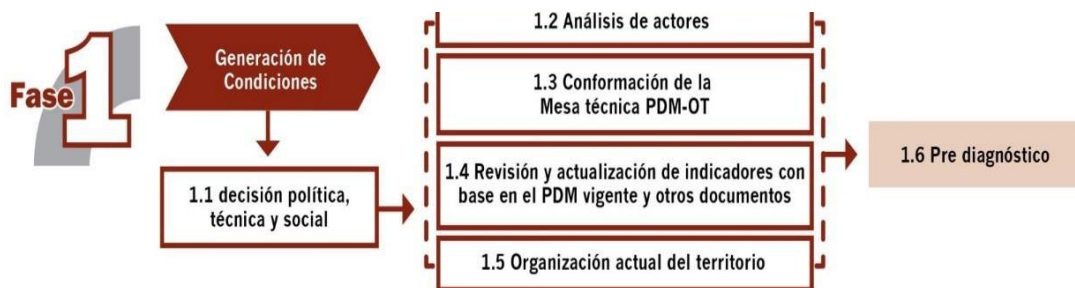 Fase 1
Generación de
Condiciones
1.1 decisión política,
técnica y social
1.2 Análisis de actores
1.3 Conformación de la
Mesa técnica PDM-OT
1.4 Revisión y actualización de indicadores con
base en el PDM vigente y otros documentos
1.5 Organización actual del territorio
1.6 Pre diagnóstico